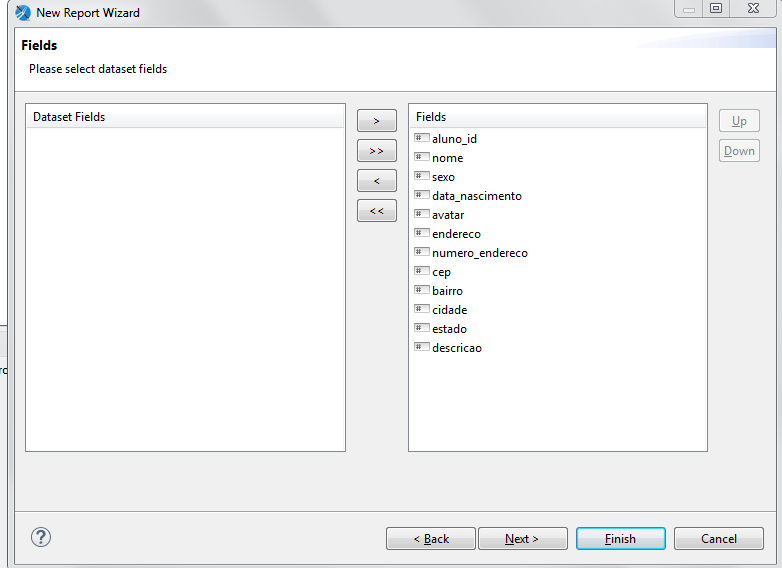 New Report Wizard
Fields
Please select dataset fields
Dataset Fields
>
>>
<
<<
Fields
aluno_id
nome
sexo
data_nascimento
avatar
endereco
numero_endereco
cep
bairro
cidade
estado
descricao
Up
Down
?
< Back
Next >
Finish
Cancel